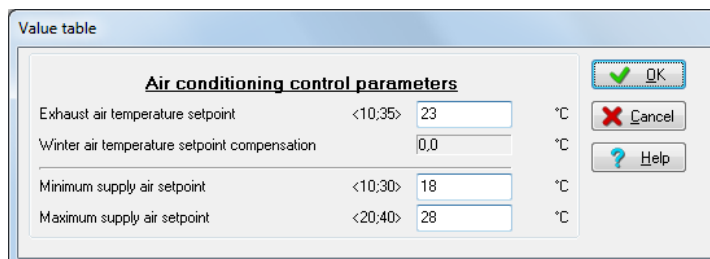 Value table
Air conditioning control parameters
Exhaust air temperature setpoint <10;35> 23 °C
Winter air temperature setpoint compensation 0,0 °C
Minimum supply air setpoint <10;30> 18 °C
Maximum supply air setpoint <20;40> 28 °C
OK
Cancel
Help